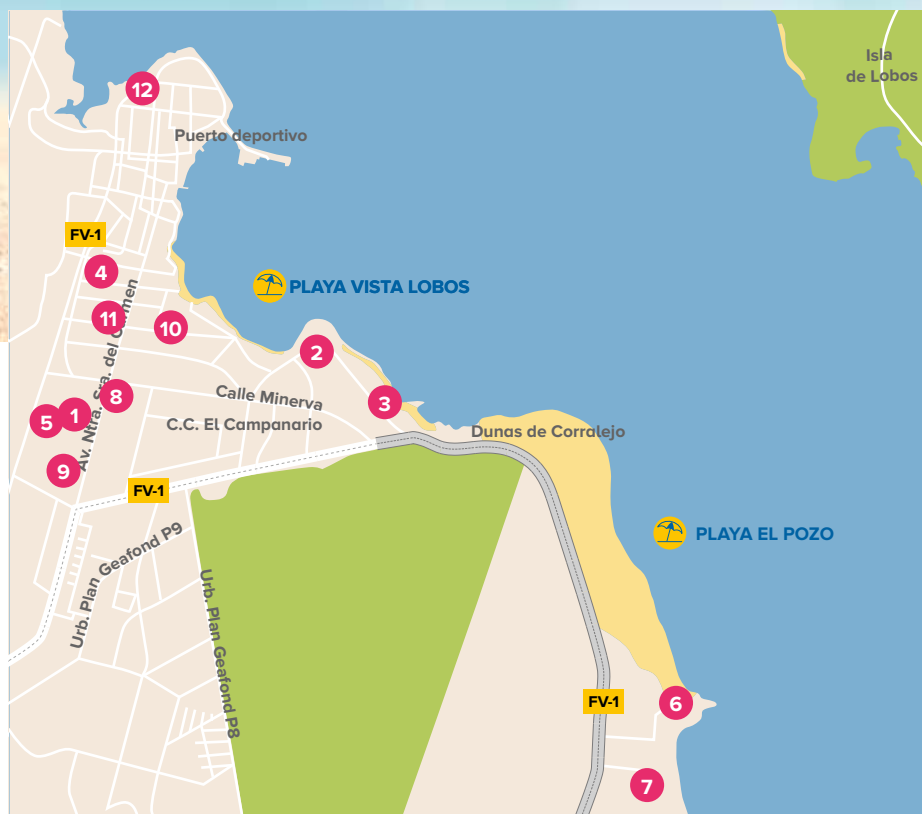 Isla
de Lobos
12
Puerto deportivo
FV-1
4
PLAYA VISTA LOBOS
11
10
2
Av. Ntra. Sra. del Carmen
8
Calle Minerva
3
5
1
C.C. El Campanario
Dunas de Corralejo
9
FV-1
PLAYA EL POZO
Urb. Plan Geafond P9
Urb. Plan Geafond P8
FV-1
6
7